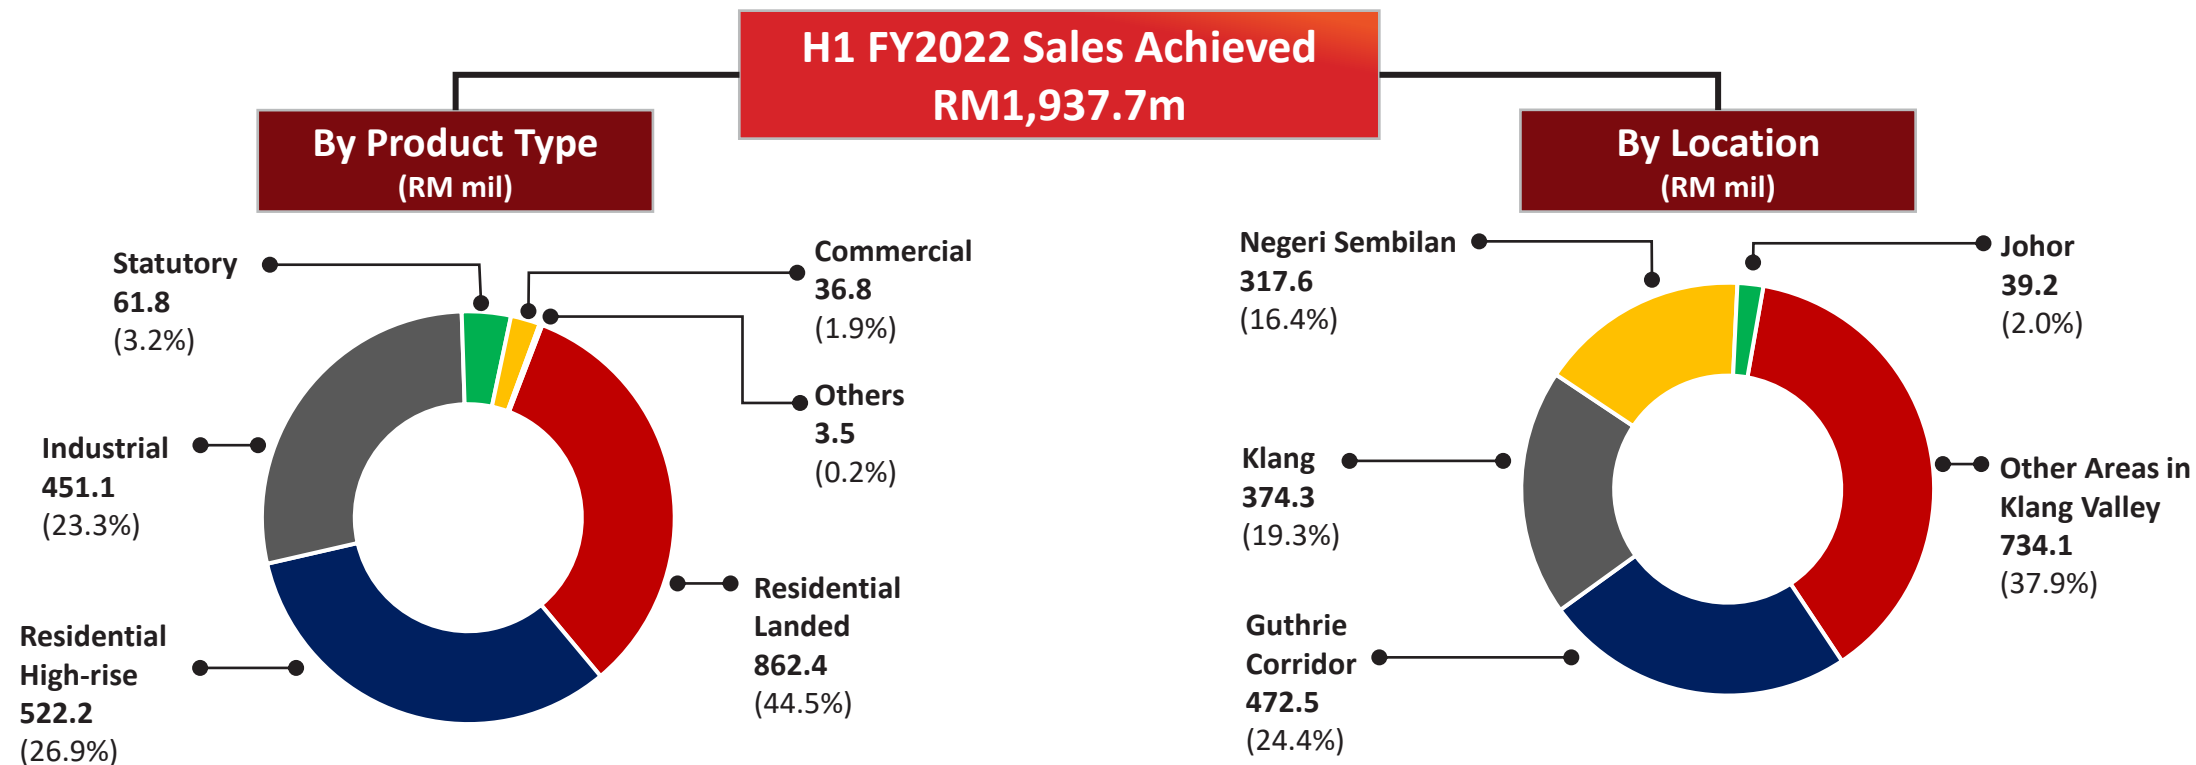 H1 FY2022 Sales Achieved
RM1,937.7m
By Product Type
(RM mil)
Statutory
61.8
(3.2%)
Commercial
36.8
(1.9%)
Others
3.5
(0.2%)
Industrial
451.1
(23.3%)
Residential
Landed
862.4
(44.5%)
Residential
High-rise
522.2
(26.9%)
By Location
(RM mil)
Negeri Sembilan
317.6
(16.4%)
Johor
39.2
(2.0%)
Klang
374.3
(19.3%)
Other Areas in
Klang Valley
734.1
(37.9%)
Guthrie
Corridor
472.5
(24.4%)